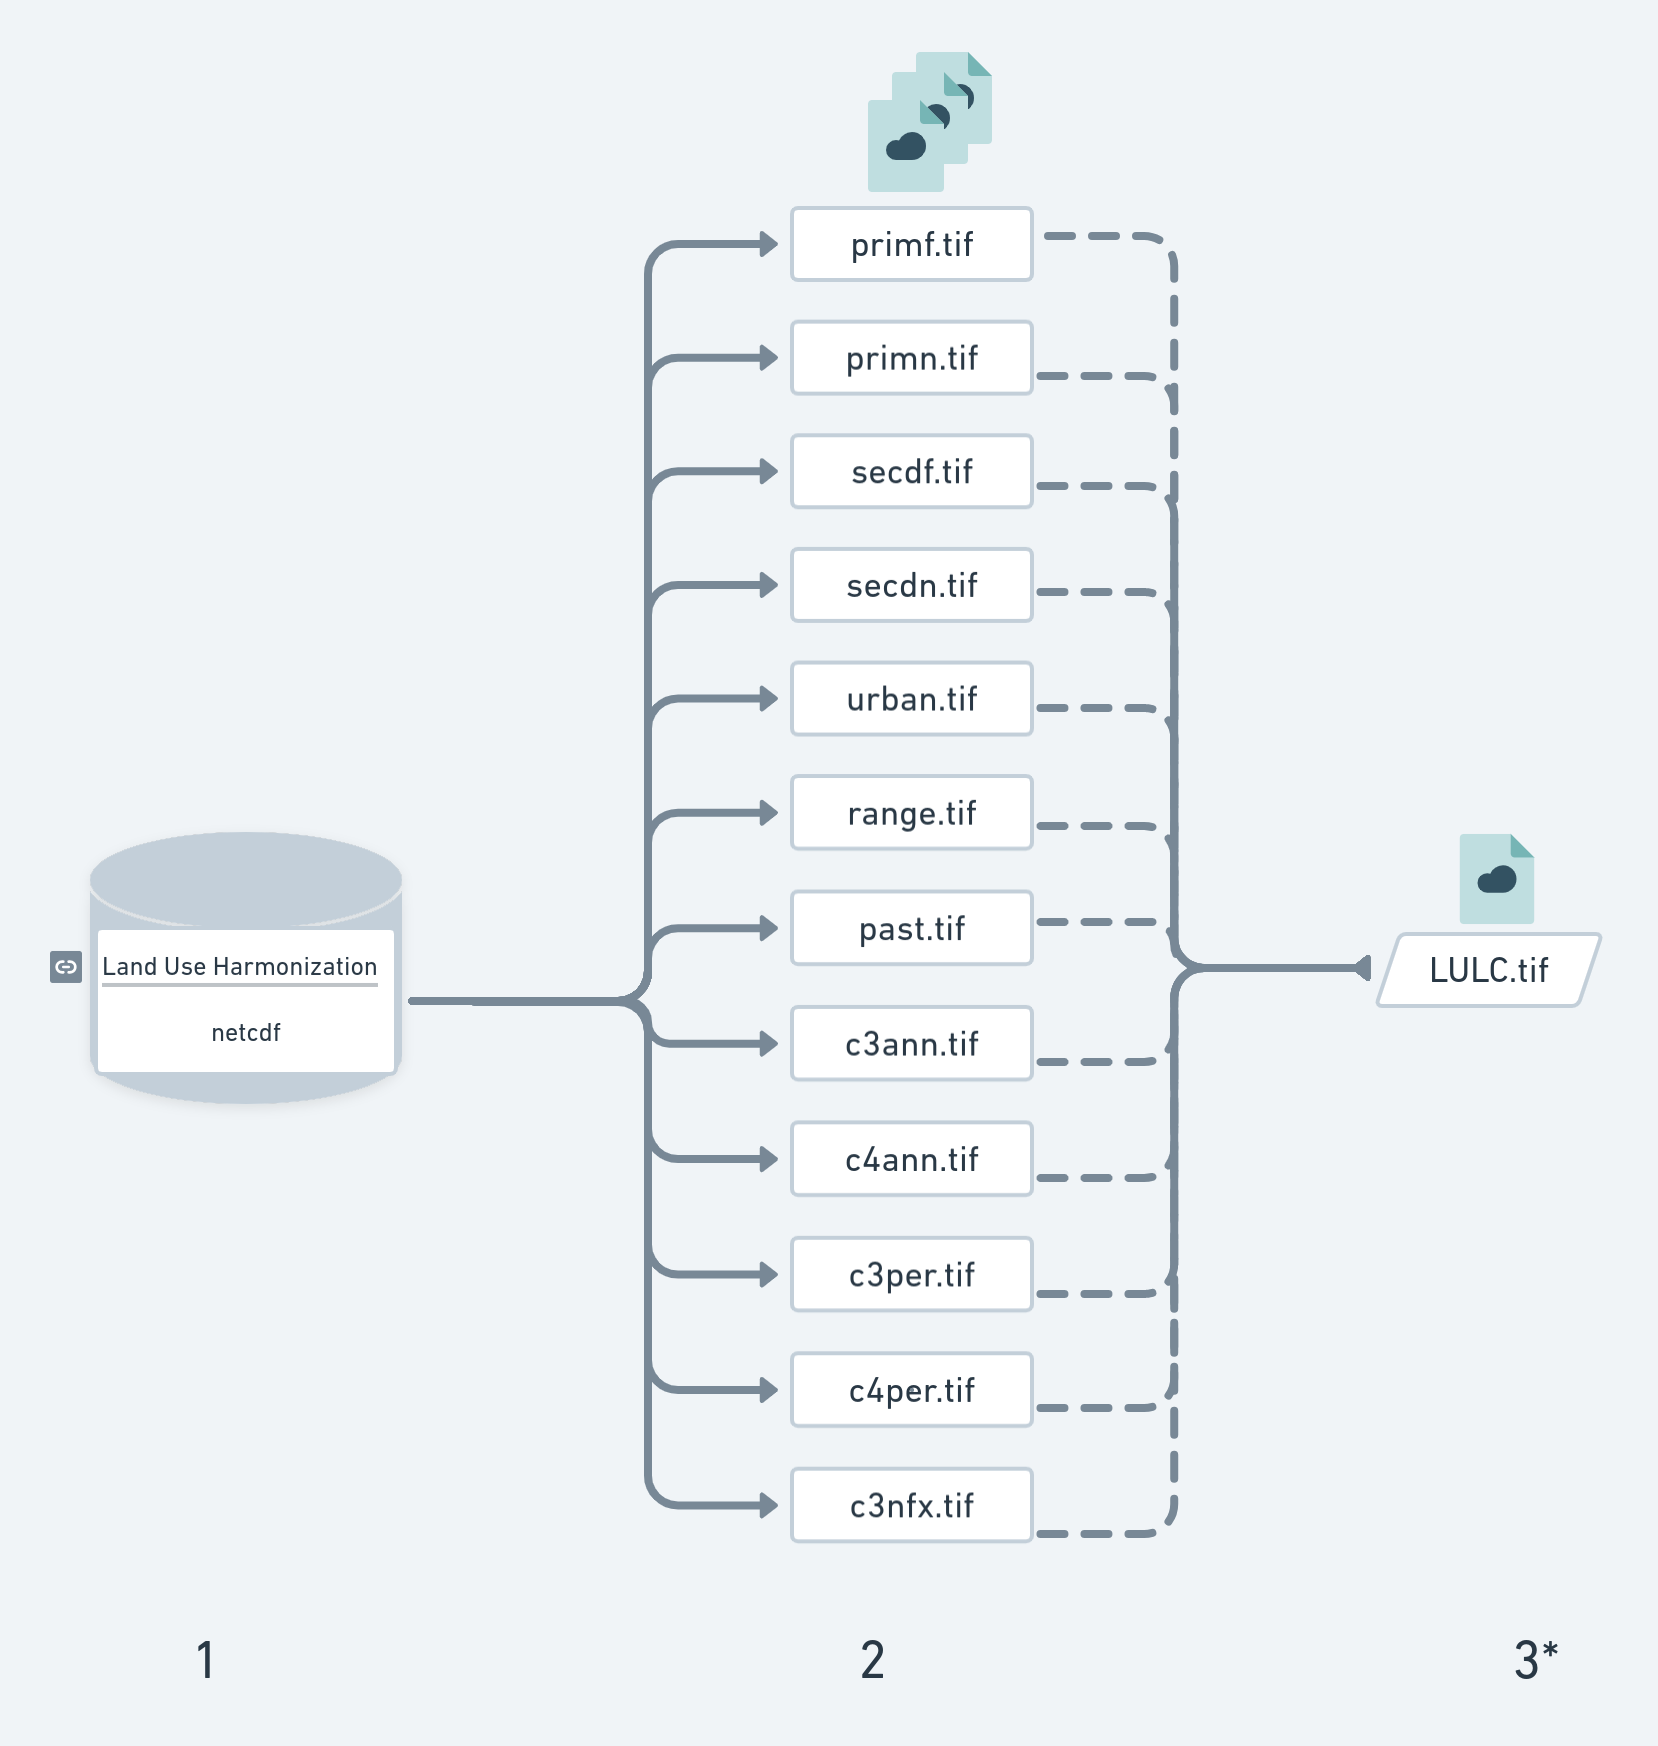 primf.tif
primn.tif
secdf.tif
secdn.tif
urban.tif
range.tif
past.tif
Land Use Harmonization
netcdf
LULC.tif
c3ann.tif
c4ann.tif
c3per.tif
c4per.tif
c3nfx.tif
1
2
3*